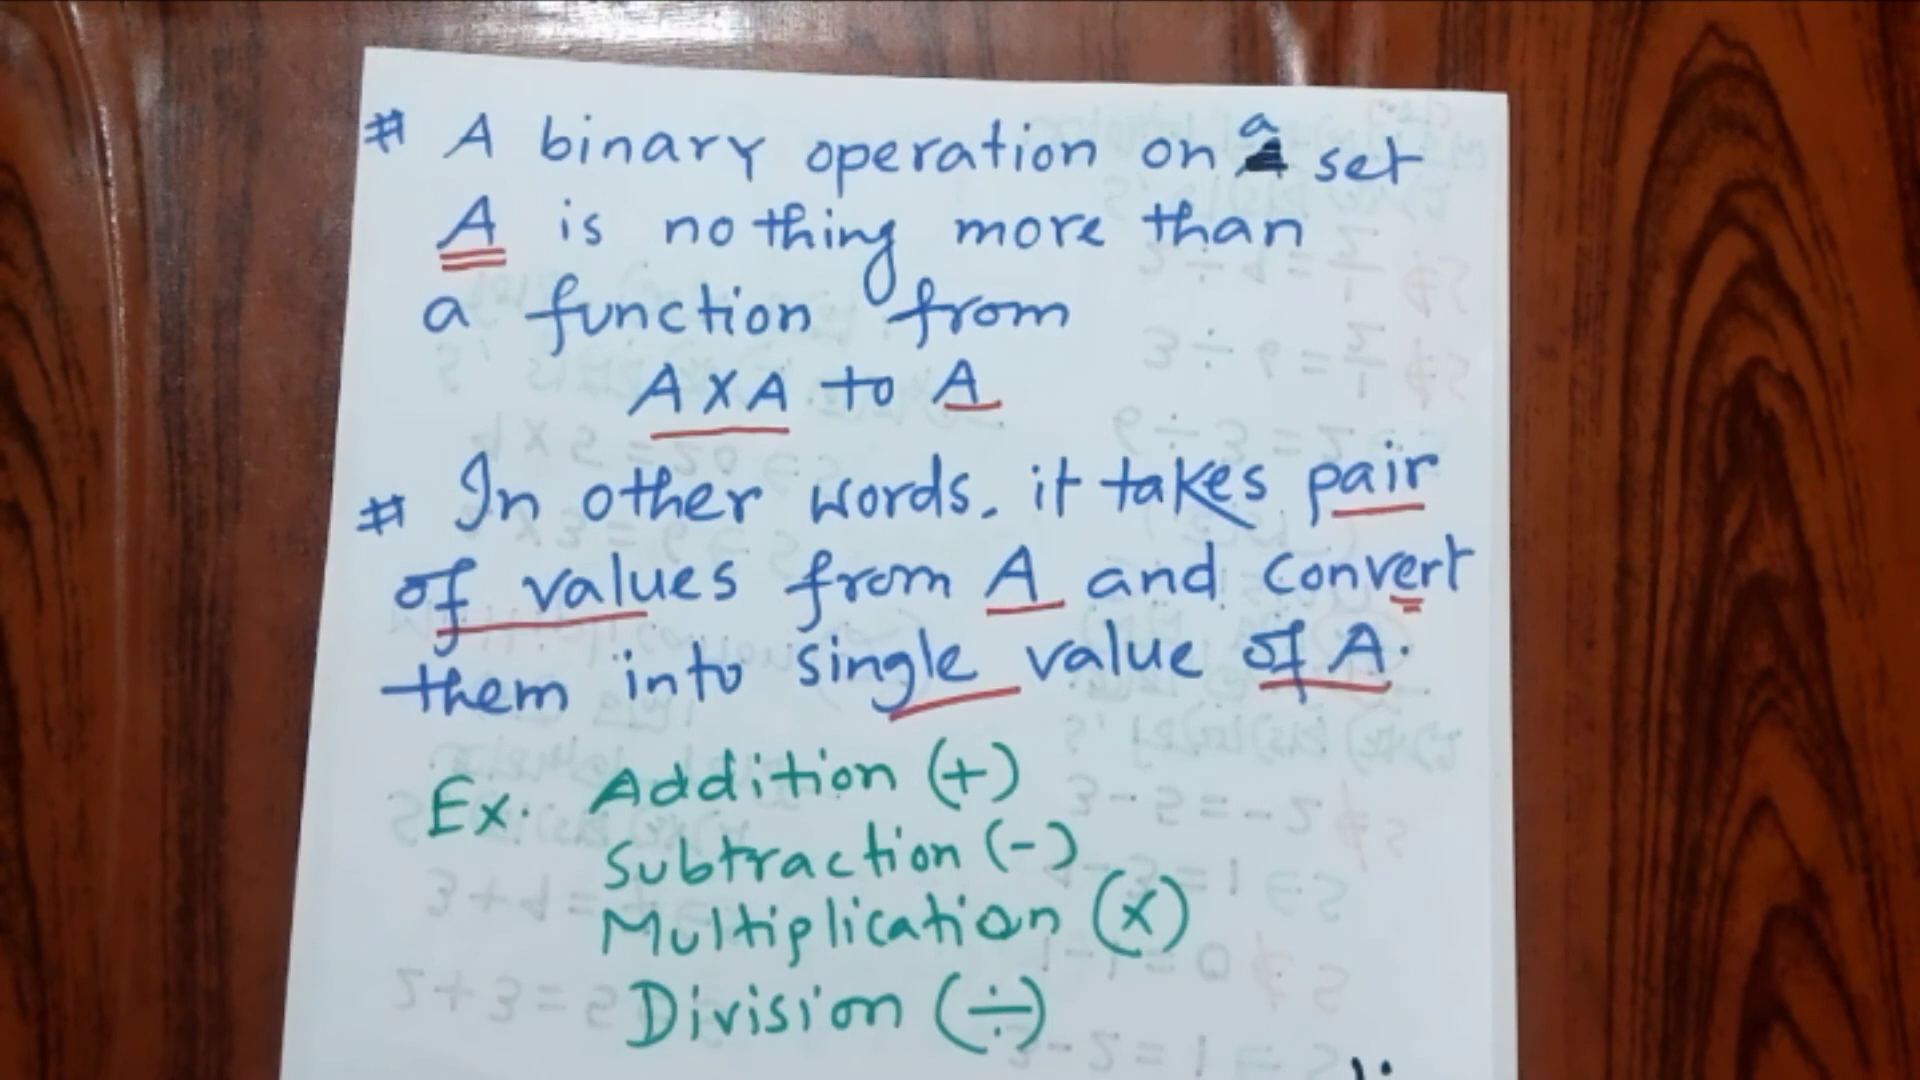 # A binary operation on a set
A is nothing more than
a function from
A X A to A
# In other words, it takes pair
of values from A and convert
them into single value of A.
Ex. Addition (+)
Subtraction (-)
Multiplication (x)
Division (÷)